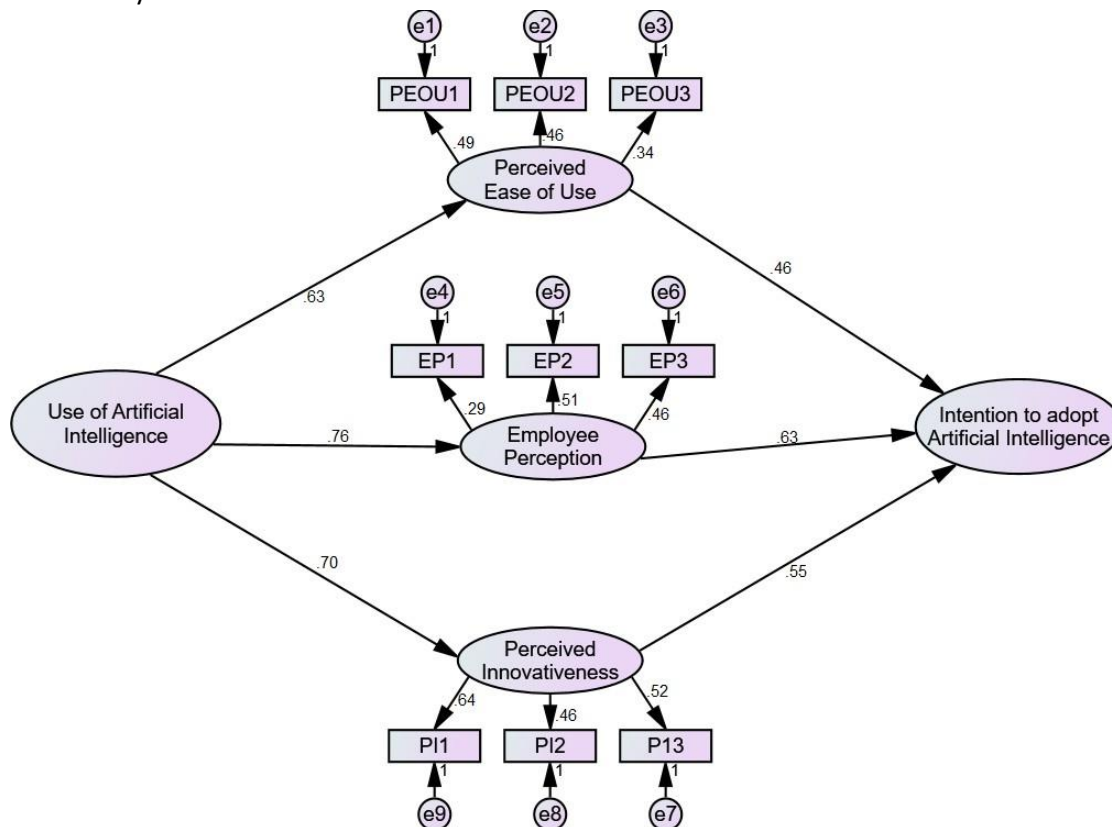 e1
e2
e3
1
1
1
PEOU1
PEOU2
PEOU3
.49
.46
.34
Perceived
Ease of Use
.63
.46
e4
e5
e6
1
1
1
EP1
EP2
EP3
.29
.51
.46
Use of Artificial
Intelligence
.76
Employee
Perception
.63
Intention to adopt
Artificial Intelligence
.70
.55
Perceived
Innovativeness
.64
.46
.52
PI1
PI2
P13
1
1
1
e9
e8
e7